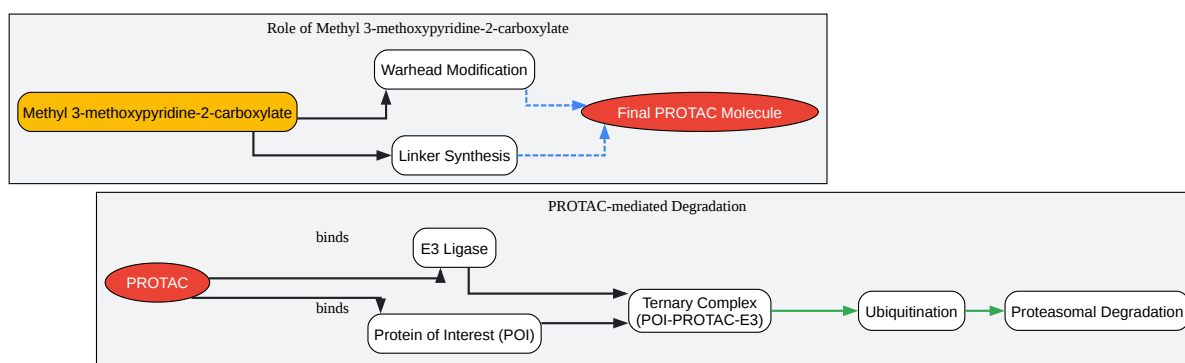 Role of Methyl 3-methoxypyridine-2-carboxylate
Warhead Modification
Methyl 3-methoxypyridine-2-carboxylate
Final PROTAC Molecule
Linker Synthesis
PROTAC-mediated Degradation
binds
E3 Ligase
PROTAC
binds
Protein of Interest (POI)
Ternary Complex
(POI-PROTAC-E3)
Ubiquitination
Proteasomal Degradation